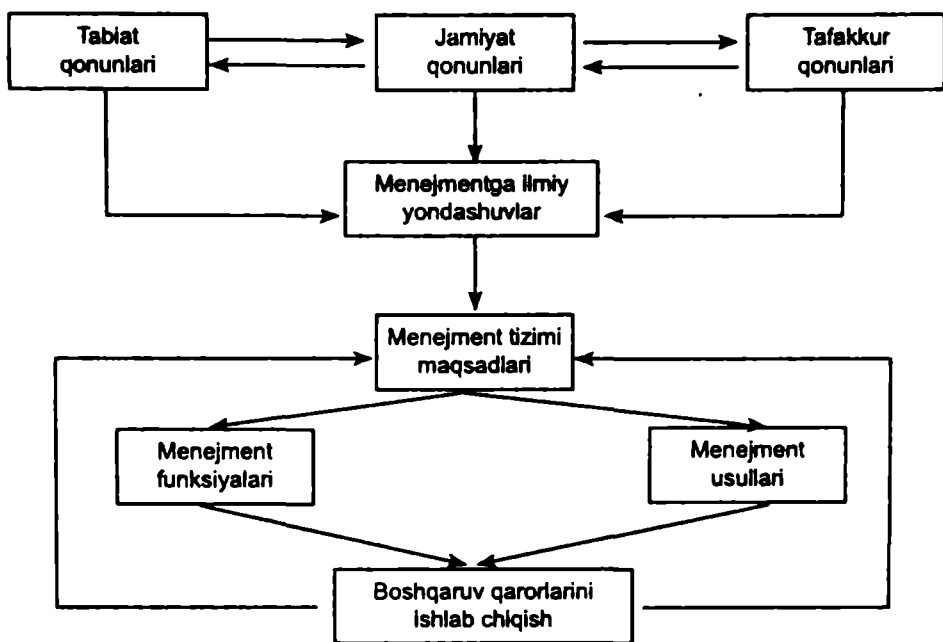 Tabiat
qonunlari
Jamiyat
qonunlari
Tafakkur
qonunlari
Menejmentga ilmiy
yondashuvlar
Menejment tizimi
maqsadlari
Menejment
funksiyalari
Menejment
usullari
Boshqaruv qarorlarini
ishlab chiqish